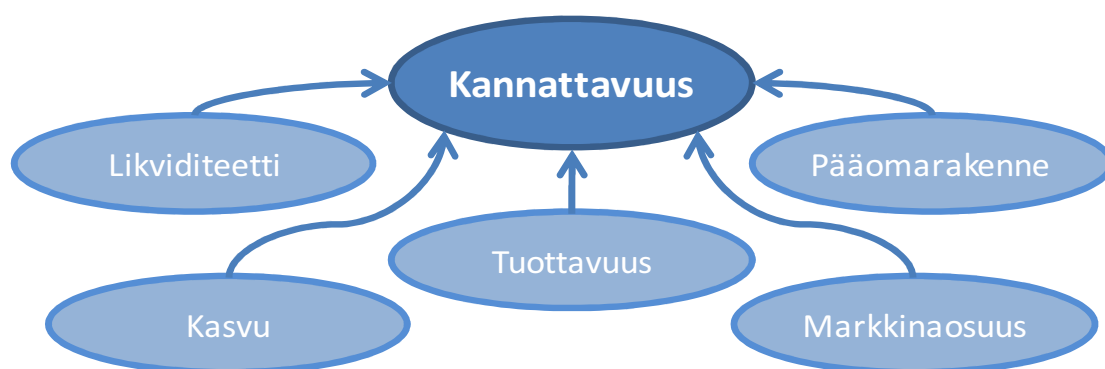 Kannattavuus
Likviditeetti
Pääomarakenne
Tuottavuus
Kasvu
Markkinaosuus